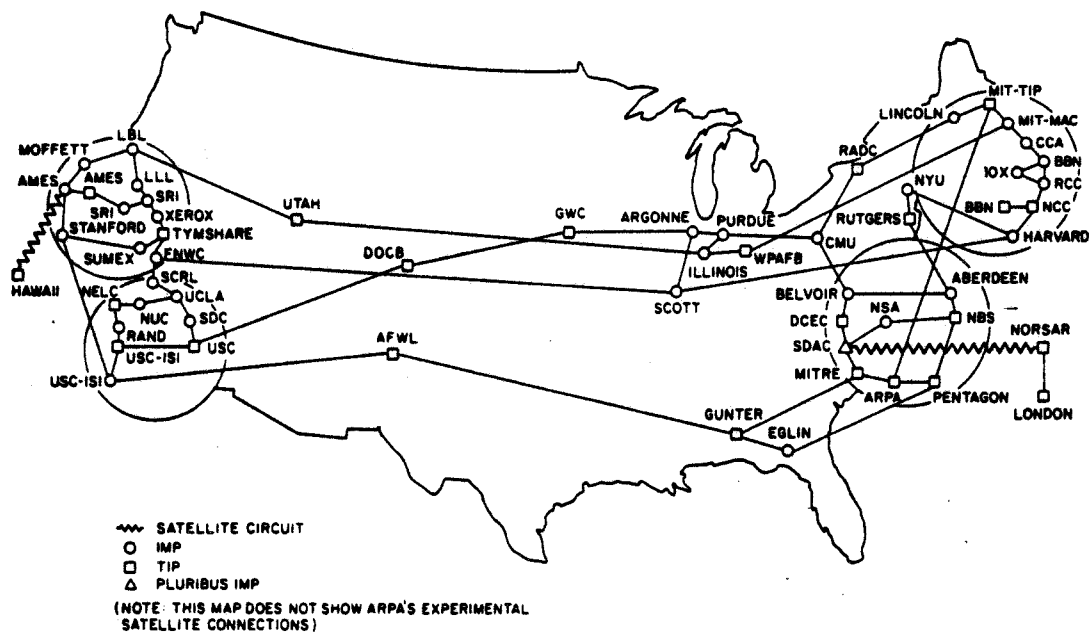 MIT-TIP
LINCOLN
MIT-MAC
LBL
RADC
CCA
MOFFETT
BBN
AMES
AMES
LLL
10X
NYU
RCC
SRI
SRI
XEROX
UTAH
GWC
ARGONNE
PURDUE
RUTGERS
BBN
NCC
STANFORD
TYMSHARE
CMU
HARVARD
SUMEX
FNWC
DOCB
WPAFB
ILLINOIS
HAWAII
SCRL
ABERDEEN
NELC
UCLA
SCOTT
BELVOIR
NUC
SDC
DCEC
NSA
NBS
NORSAR
RAND
USC-ISI
USC
AFWL
SDAC
USC-ISI
MITRE
ARPA
PENTAGON
LONDON
GUNTER
EGLIN
SATELLITE CIRCUIT
IMP
TIP
PLURIBUS IMP
(NOTE: THIS MAP DOES NOT SHOW ARPA'S EXPERIMENTAL
SATELLITE CONNECTIONS)